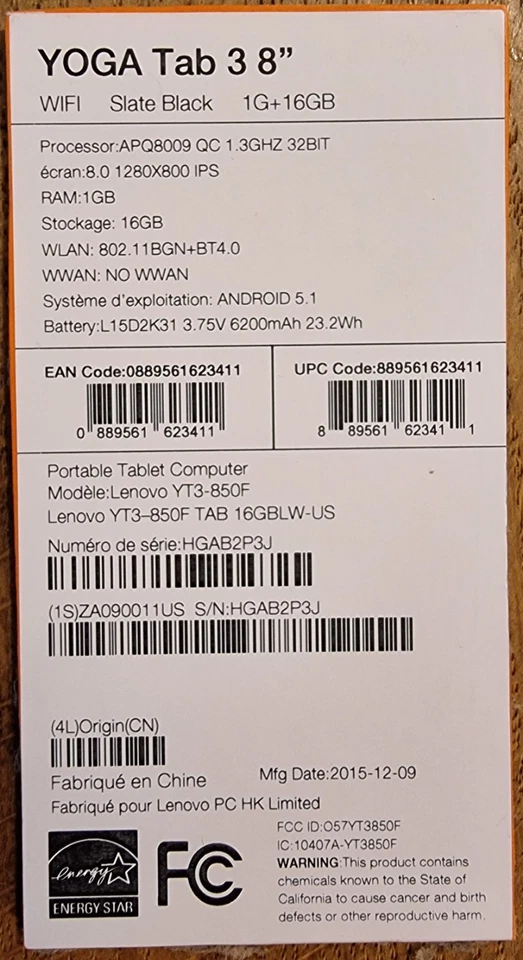 YOGA Tab 3 8”
WIFI Slate Black 1G+16GB
Processor:APQ8009 QC 1.3GHZ 32BIT
écran:8.0 1280X800 IPS
RAM:1GB
Stockage: 16GB
WLAN: 802.11BGN+BT4.0
WWAN: NO WWAN
Système d'exploitation: ANDROID 5.1
Battery:L15D2K31 3.75V 6200mAh 23.2Wh
EAN Code:0889561623411
0 889561 623411
UPC Code:889561623411
8 89561 62341 1
Portable Tablet Computer
Modèle:Lenovo YT3-850F
Lenovo YT3–850F TAB 16GBLW-US
Numéro de série:HGAB2P3J
(1S)ZA090011US S/N:HGAB2P3J
(4L)Origin(CN)
Fabriqué en Chine
Mfg Date:2015-12-09
Fabriqué pour Lenovo PC HK Limited
energy
ENERGY STAR
FC
FCC ID:O57YT3850F
IC:10407A-YT3850F
WARNING:This product contains
chemicals known to the State of
California to cause cancer and birth
defects or other reproductive harm.